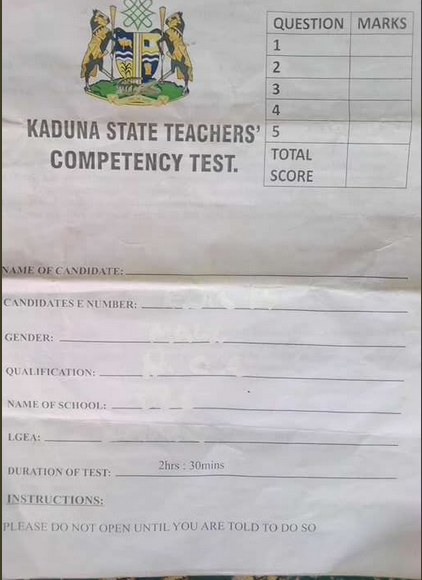 QUESTION MARKS
1
2
3
4
5
TOTAL
SCORE
KADUNA STATE TEACHERS'
COMPETENCY TEST.
NAME OF CANDIDATE:
CANDIDATES E NUMBER:
GENDER:
QUALIFICATION:
NAME OF SCHOOL:
LGEA:
DURATION OF TEST: 2hrs : 30mins
INSTRUCTIONS:
PLEASE DO NOT OPEN UNTIL YOU ARE TOLD TO DO SO